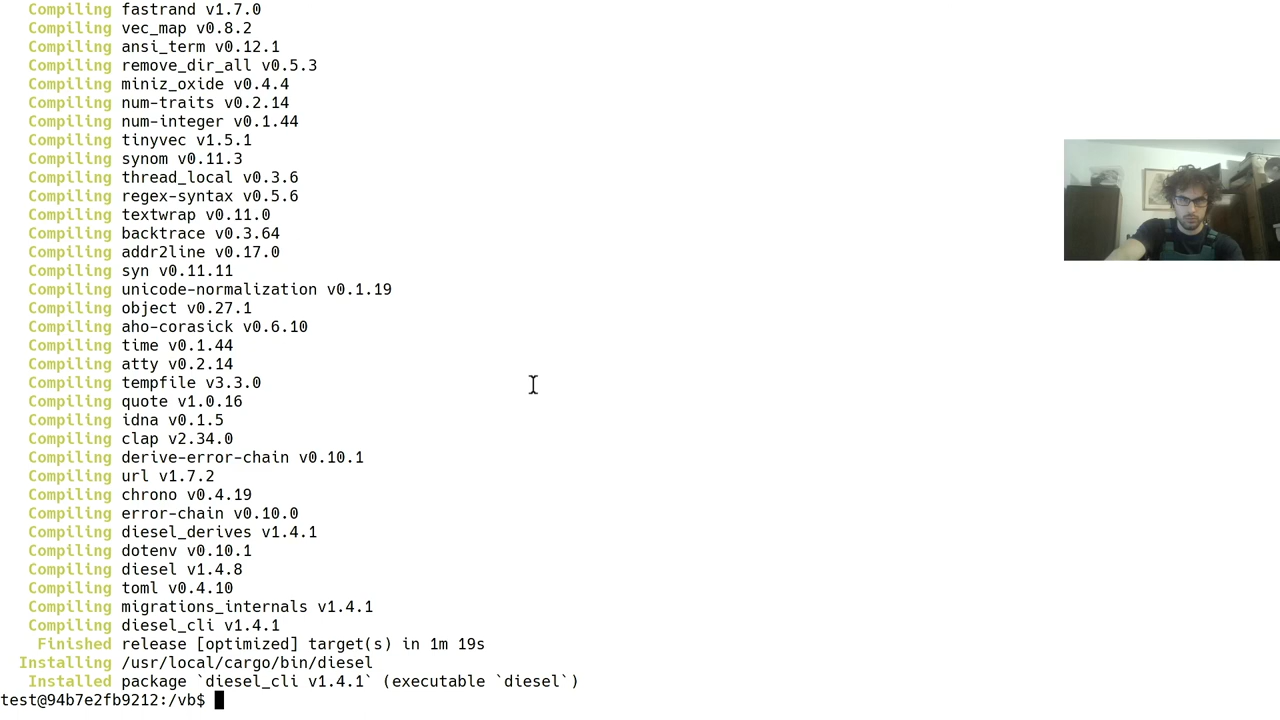 Compiling fastrand v1.7.0
Compiling vec_map v0.8.2
Compiling ansi_term v0.12.1
Compiling remove_dir_all v0.5.3
Compiling miniz_oxide v0.4.4
Compiling num-traits v0.2.14
Compiling num-integer v0.1.44
Compiling tinyvec v1.5.1
Compiling synom v0.11.3
Compiling thread_local v0.3.6
Compiling regex-syntax v0.5.6
Compiling textwrap v0.11.0
Compiling backtrace v0.3.64
Compiling addr2line v0.17.0
Compiling syn v0.11.11
Compiling unicode-normalization v0.1.19
Compiling object v0.27.1
Compiling aho-corasick v0.6.10
Compiling time v0.1.44
Compiling atty v0.2.14
Compiling tempfile v3.3.0
Compiling quote v1.0.16
Compiling idna v0.1.5
Compiling clap v2.34.0
Compiling derive-error-chain v0.10.1
Compiling url v1.7.2
Compiling chrono v0.4.19
Compiling error-chain v0.10.0
Compiling diesel_derives v1.4.1
Compiling dotenv v0.10.1
Compiling diesel v1.4.8
Compiling toml v0.4.10
Compiling migrations_internals v1.4.1
Compiling diesel_cli v1.4.1
Finished release [optimized] target(s) in 1m 19s
Installing /usr/local/cargo/bin/diesel
Installed package `diesel_cli v1.4.1` (executable `diesel`)
test@94b7e2fb9212:/vb$